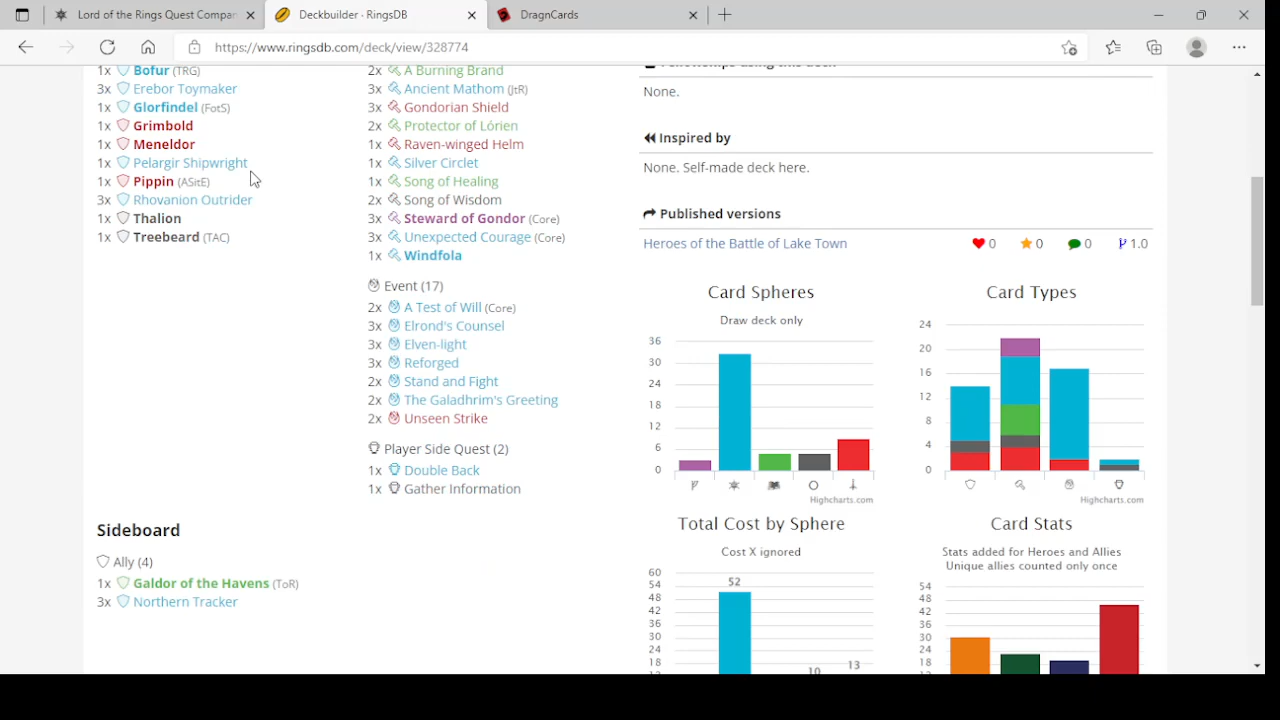 Lord of the Rings Quest Compan
Deckbuilder · RingsDB
DragnCards
https://www.ringsdb.com/deck/view/328774
1x Bofur (TRG)
3x Erebor Toymaker
1x Glorfindel (FotS)
1x Grimbold
1x Meneldor
1x Pelargir Shipwright
1x Pippin (ASitE)
3x Rhovanion Outrider
1x Thalion
1x Treebeard (TAC)
2x A Burning Brand
3x Ancient Mathom (JtR)
3x Gondorian Shield
2x Protector of Lórien
1x Raven-winged Helm
1x Silver Circlet
1x Song of Healing
2x Song of Wisdom
3x Steward of Gondor (Core)
3x Unexpected Courage (Core)
1x Windfola
Event (17)
2x A Test of Will (Core)
3x Elrond's Counsel
3x Elven-light
3x Reforged
2x Stand and Fight
2x The Galadhrim's Greeting
2x Unseen Strike
Player Side Quest (2)
1x Double Back
1x Gather Information
Sideboard
Ally (4)
1x Galdor of the Havens (ToR)
3x Northern Tracker
Fellowships using this deck
None.
Inspired by
None. Self-made deck here.
Published versions
Heroes of the Battle of Lake Town 0 0 0 1.0
Card Spheres
Draw deck only
36
30
24
18
12
6
0
Highcharts.com
Card Types
24
20
16
12
8
4
0
Highcharts.com
Total Cost by Sphere
Cost X ignored
60
54
48
42
36
30
24
18
52
10
13
Card Stats
Stats added for Heroes and Allies
Unique allies counted only once
54
48
42
36
30
24
18